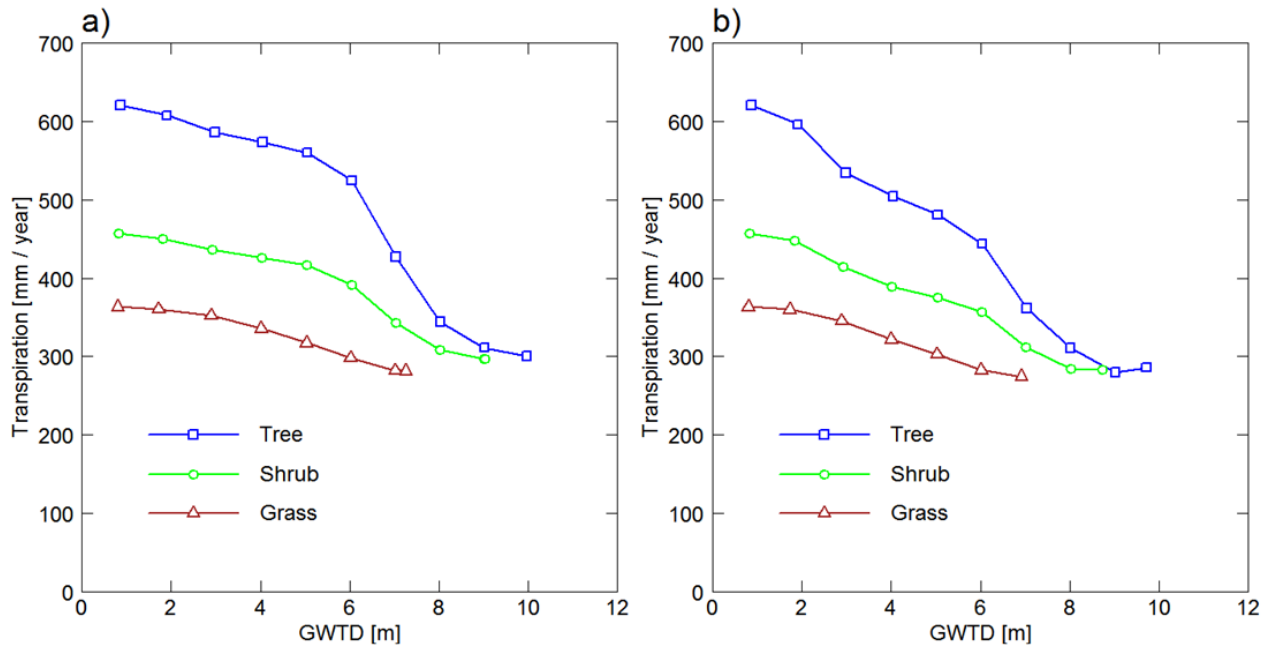 a)
700
600
500
400
300
200
100
0
Transpiration [mm / year]
Tree
Shrub
Grass
0 2 4 6 8 10 12
GWTD [m]
b)
700
600
500
400
300
200
100
0
Transpiration [mm / year]
Tree
Shrub
Grass
0 2 4 6 8 10 12
GWTD [m]